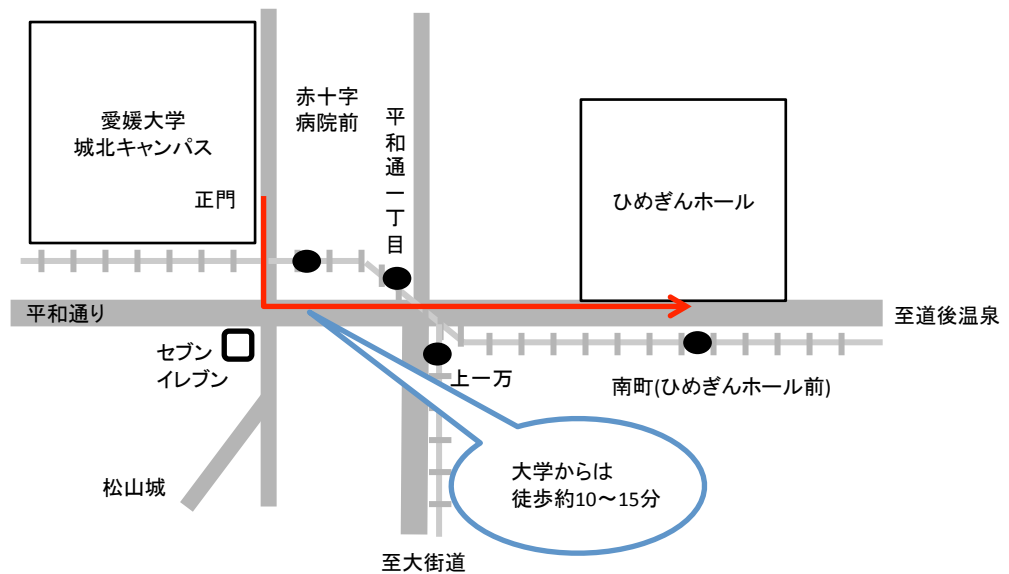 愛媛大学
城北キャンパス
正門
赤十字
病院前
平和通一丁目
ひめぎんホール
平和通り
至道後温泉
セブン
イレブン
上一万
南町(ひめぎんホール前)
松山城
大学からは
徒歩約10～15分
至大街道